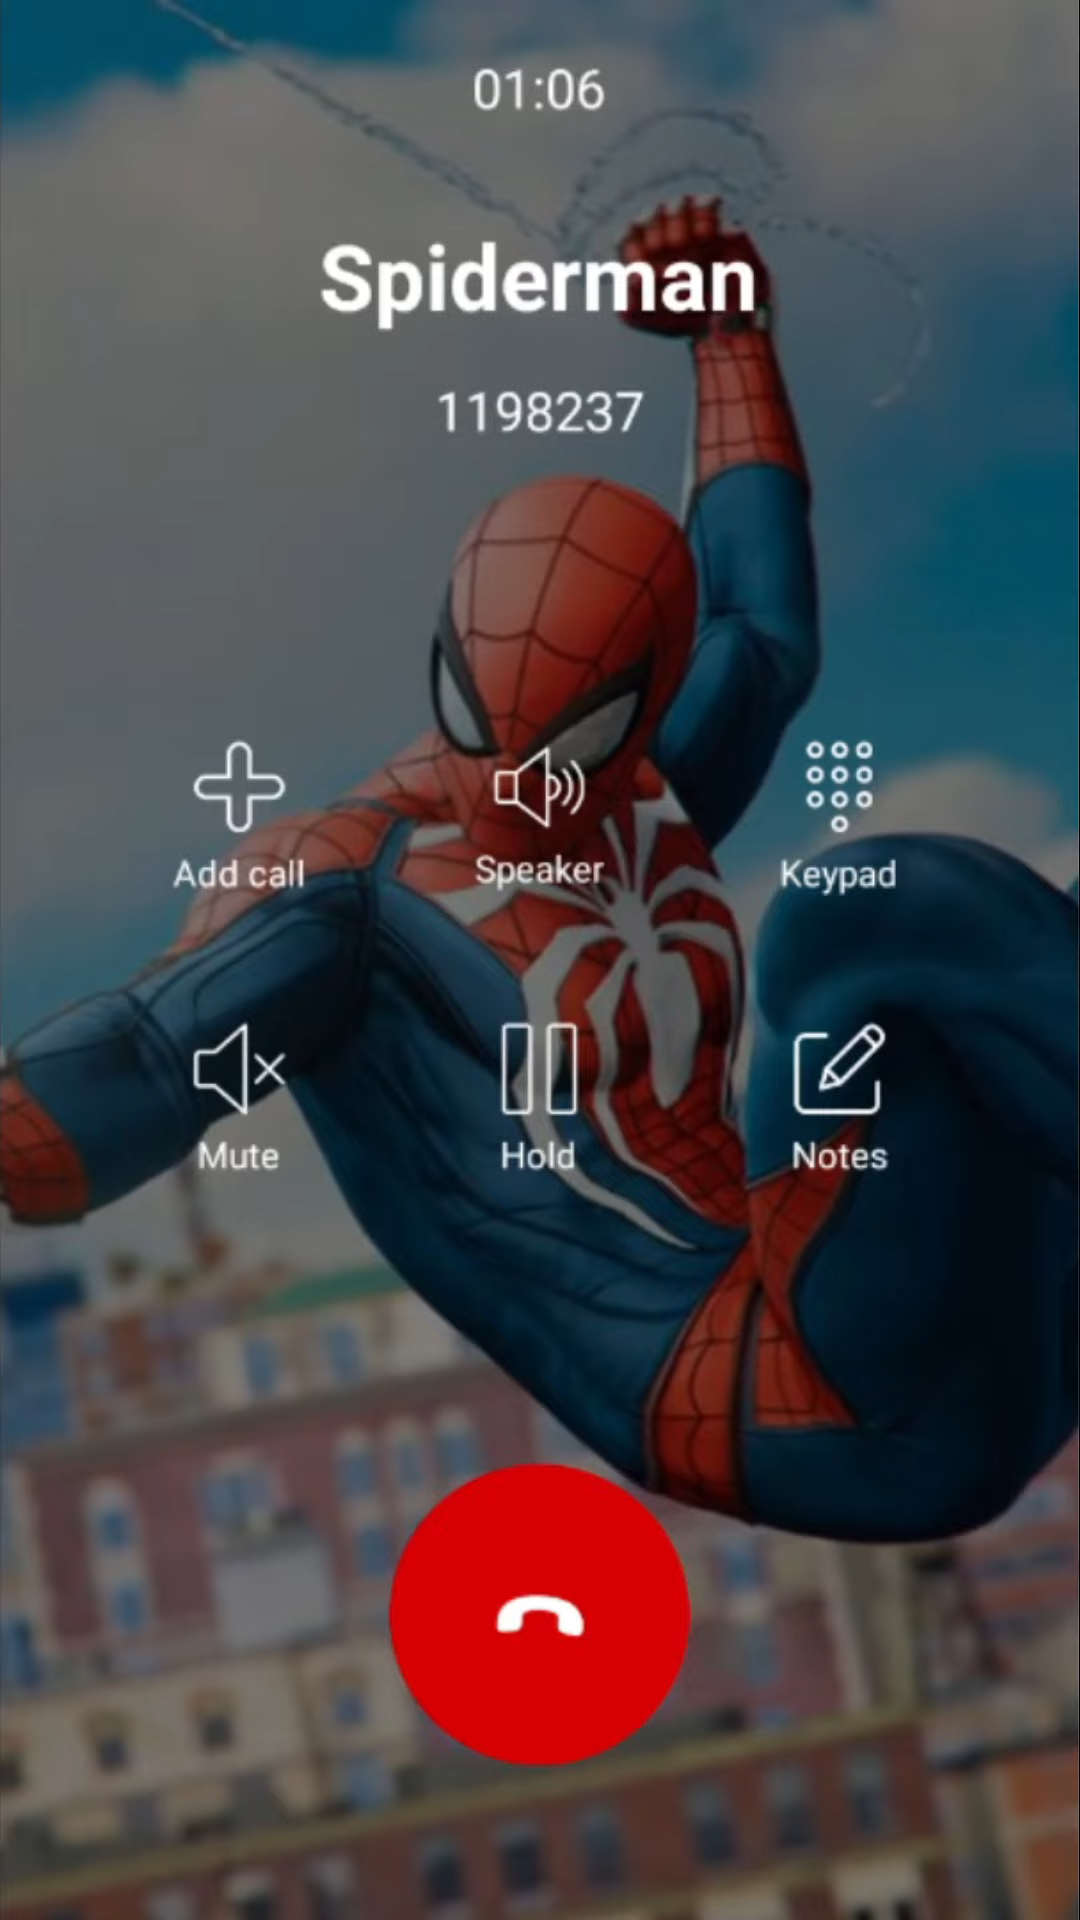 01:06
Spiderman
1198237
Add call
Speaker
Keypad
Mute
Hold
Notes